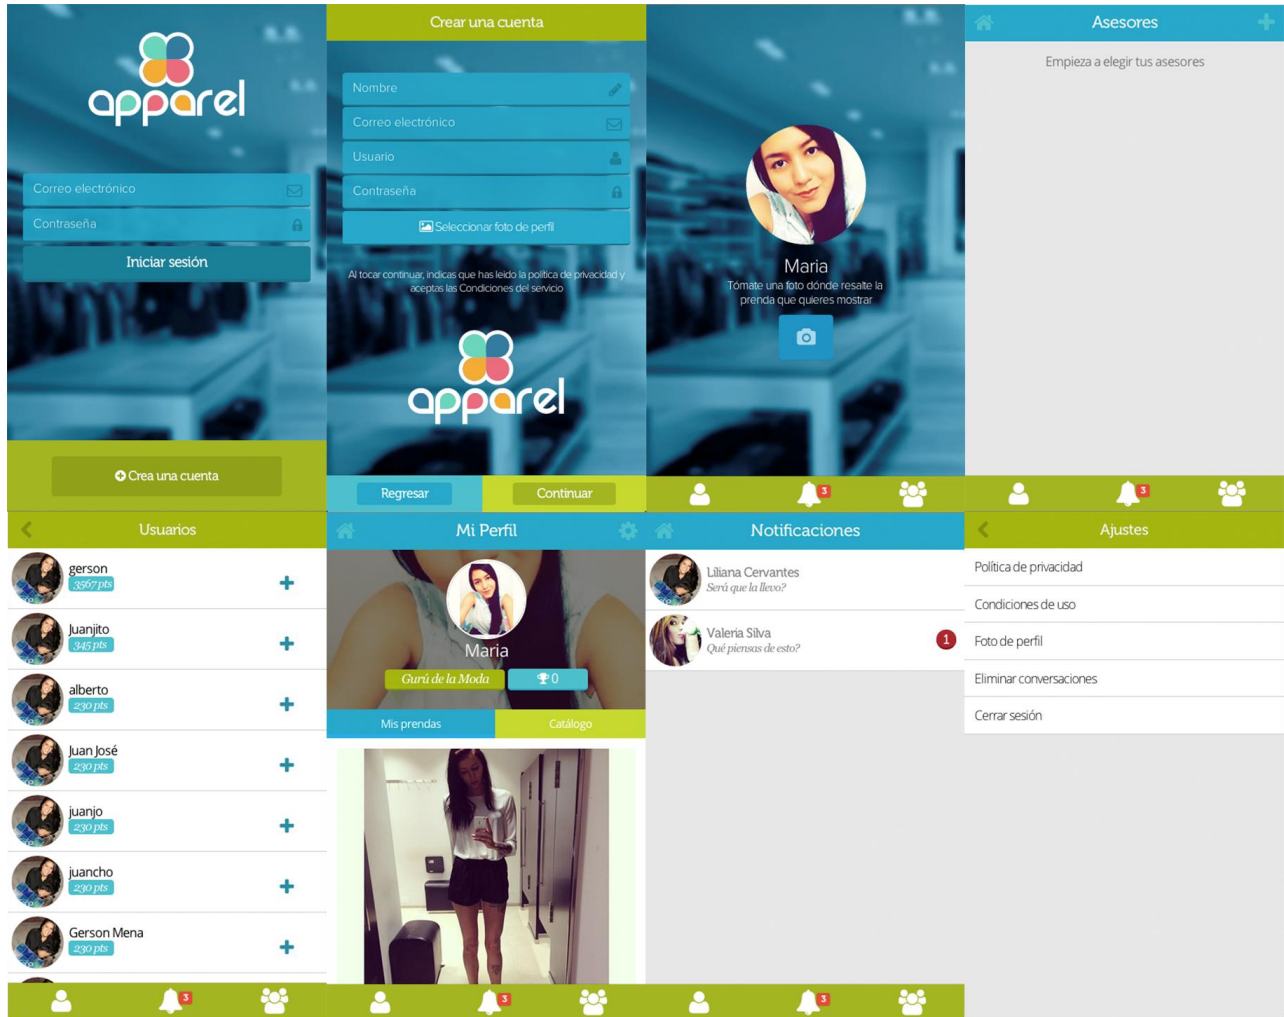 apparel
Correo electrónico
Contraseña
Iniciar sesión
Crea una cuenta
Crear una cuenta
Nombre
Correo electrónico
Usuario
Contraseña
Seleccionar foto de perfil
Al tocar continuar, indicas que has leido la política de privacidad y
aceptas las Condiciones del servicio
apparel
Regresar
Continuar
Maria
Tómate una foto dónde resalte la
prenda que quieres mostrar
3
Asesores
Empieza a elegir tus asesores
3
Usuarios
gerson
3567 pts
Juanjito
345 pts
alberto
230 pts
Juan José
230 pts
juanjo
230 pts
juancho
230 pts
Gerson Mena
230 pts
3
Mi Perfil
Maria
Gurú de la Moda
0
Mis prendas
Catálogo
3
Notificaciones
Liliana Cervantes
Será que la llevo?
Valeria Silva
Qué piensas de esto?
1
3
Ajustes
Política de privacidad
Condiciones de uso
Foto de perfil
Eliminar conversaciones
Cerrar sesión